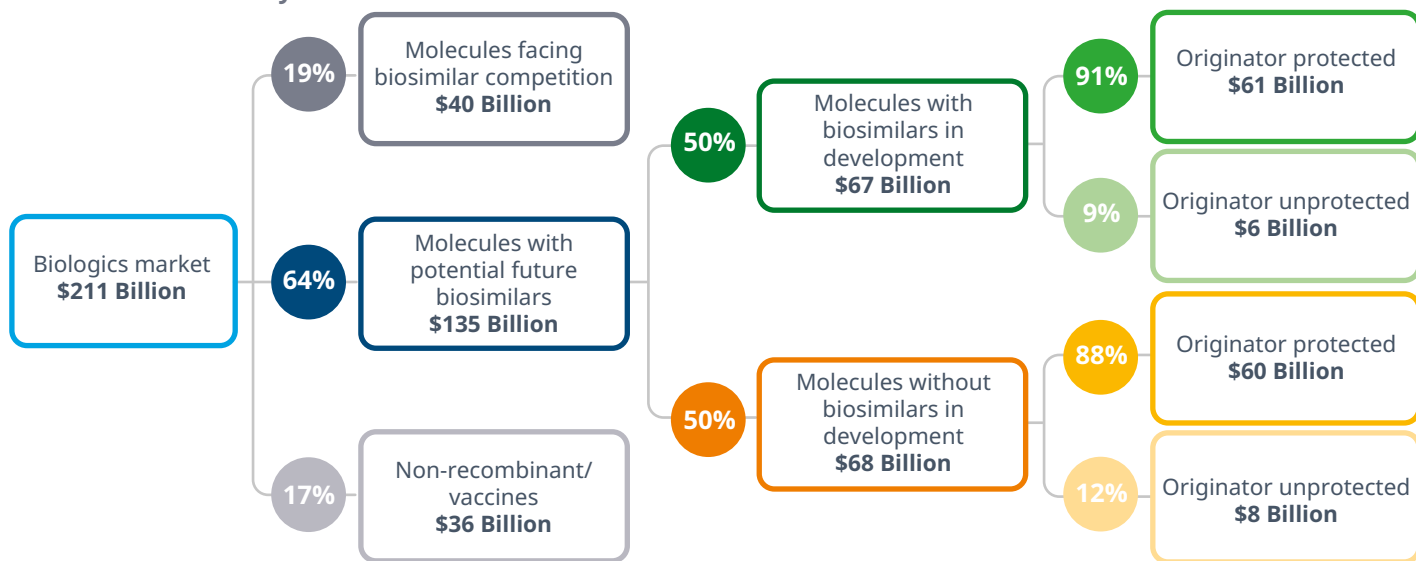 19%
Molecules facing
biosimilar competition
$40 Billion
91%
Originator protected
$61 Billion
50%
Molecules with
biosimilars in
development
$67 Billion
9%
Originator unprotected
$6 Billion
Biologics market
$211 Billion
64%
Molecules with
potential future
biosimilars
$135 Billion
88%
Originator protected
$60 Billion
50%
Molecules without
biosimilars in
development
$68 Billion
17%
Non-recombinant/
vaccines
$36 Billion
12%
Originator unprotected
$8 Billion